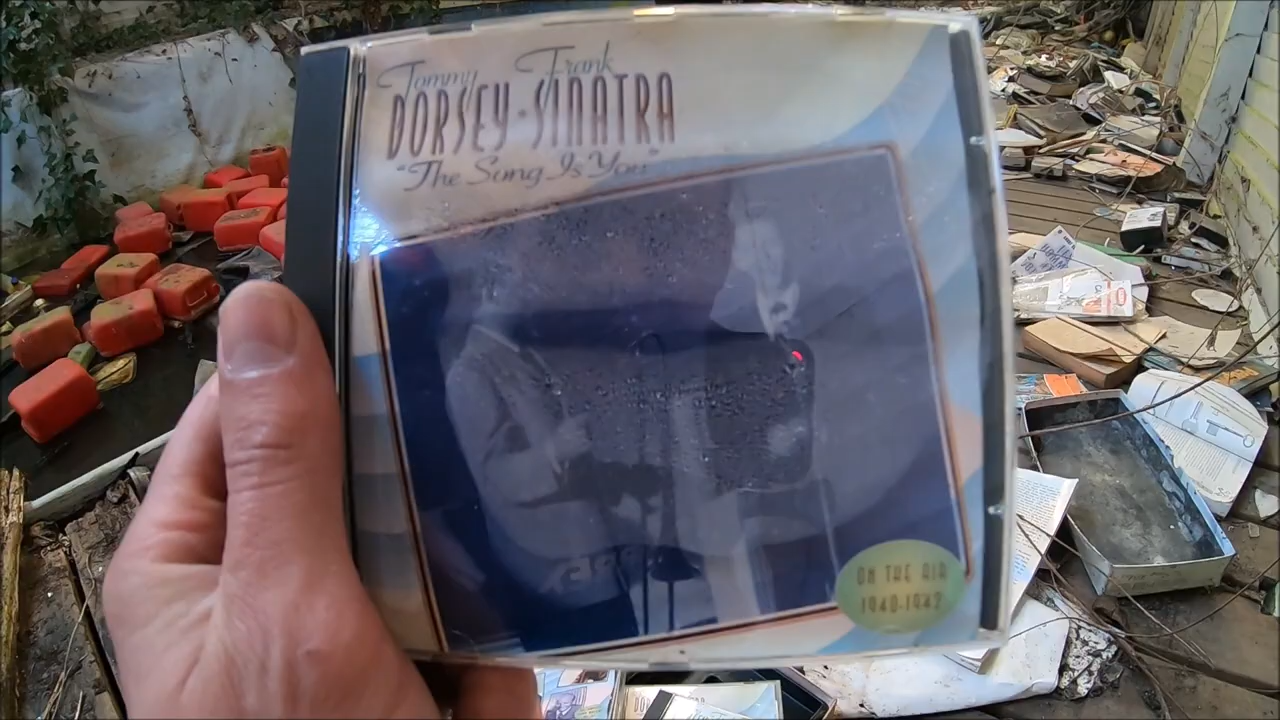 Tommy Frank
DORSEY-SINATRA
"The Song Is You"
ON THE AIR
1940-1942